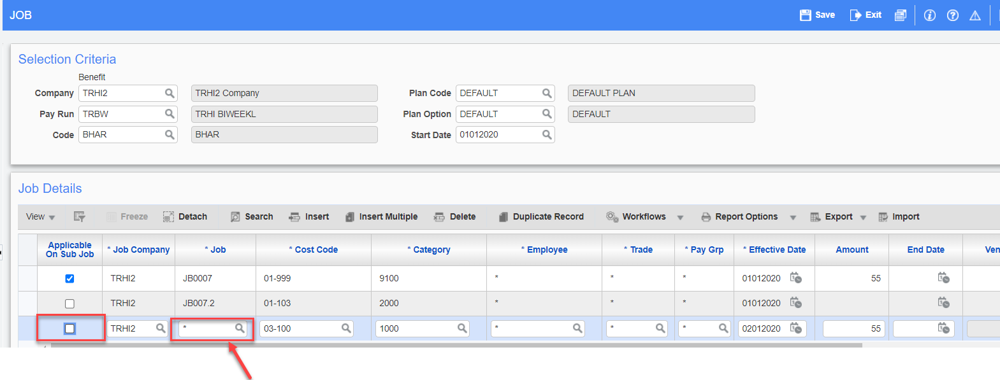 JOB Save Exit
Selection Criteria
Benefit
Company TRHI2 TRHI2 Company Plan Code DEFAULT DEFAULT PLAN
Pay Run TRBW TRHI BIWEEKL Plan Option DEFAULT DEFAULT
Code BHAR BHAR Start Date 01012020
Job Details
View Freeze Detach Search Insert Insert Multiple Delete Duplicate Record Workflows Report Options Export Import
Applicable
On Sub Job * Job Company * Job * Cost Code * Category * Employee * Trade * Pay Grp * Effective Date Amount End Date Ven
TRHI2 JB0007 01-999 9100 * * * 01012020 55
TRHI2 JB007.2 01-103 2000 * * * 01012020
TRHI2 * 03-100 1000 * * * 02012020 55